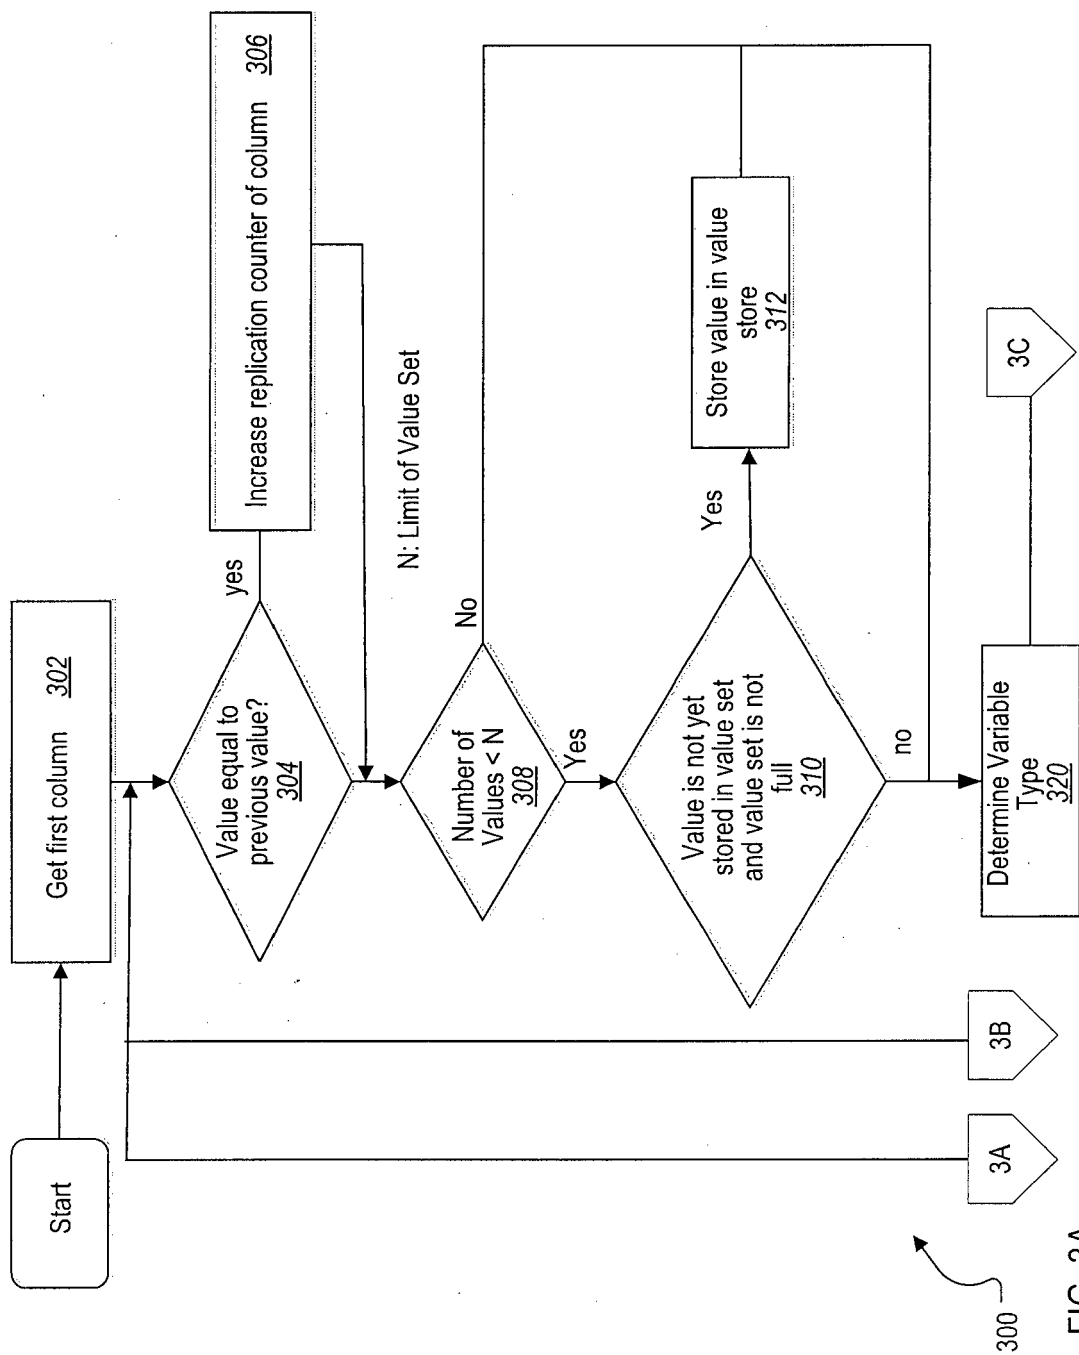 Start
Get first column 302
Value equal to
previous value?
304
yes
Increase replication counter of column 306
N: Limit of Value Set
Number of
Values < N
308
No
Yes
Value is not yet
stored in value set
and value set is not
full
310
Yes
Store value in value
store
312
no
Determine Variable
Type
320
3A
3B
3C
300
FIG. 3A